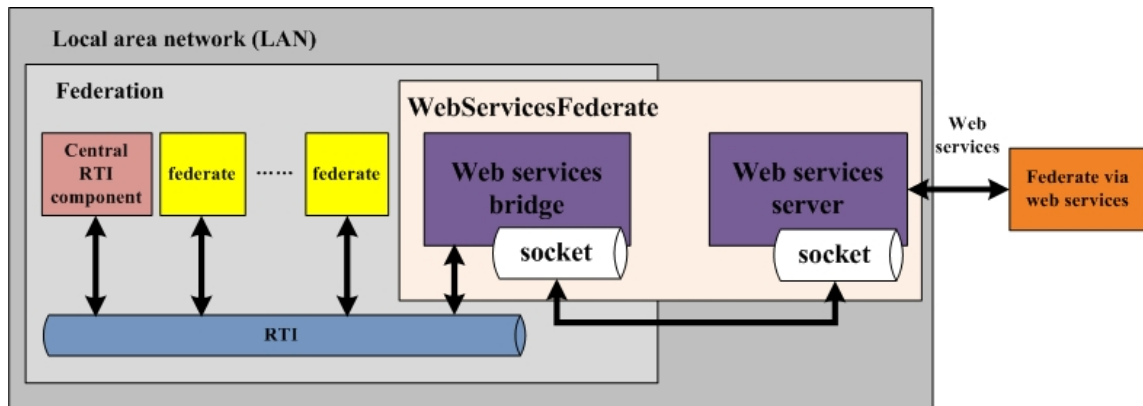 Local area network (LAN)
Federation
WebServicesFederate
Central
RTI
component
federate
......
federate
Web services
bridge
socket
Web services
server
socket
Web
services
Federate via
web services
RTI